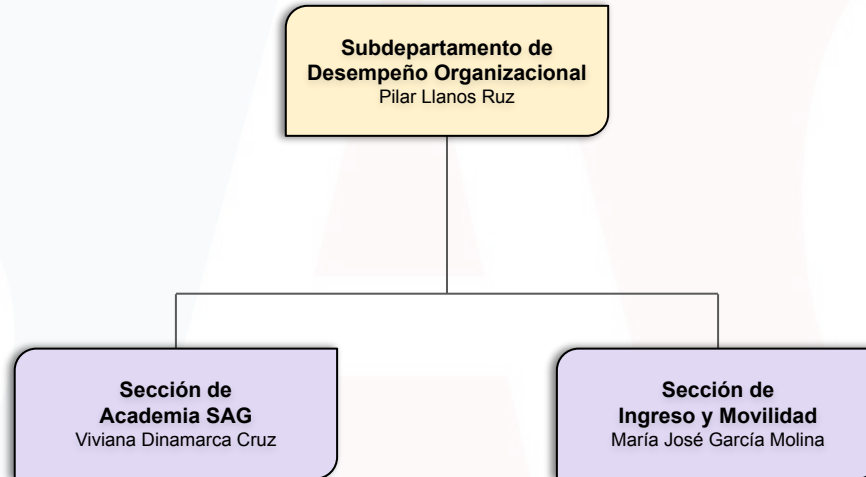 Subdepartamento de
Desempeño Organizacional
Pilar Llanos Ruz
Sección de
Academia SAG
Viviana Dinamarca Cruz
Sección de
Ingreso y Movilidad
María José García Molina